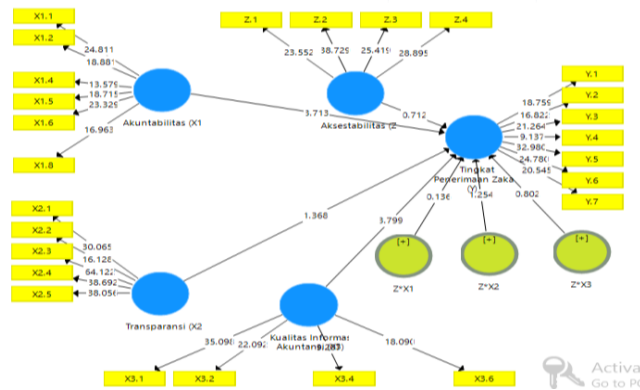 X1.1
X1.2
X1.4
X1.5
X1.6
X1.8
24.811
18.881
13.579
18.715
23.329
16.963
Akuntabilitas (X1
Z.1
Z.2
Z.3
Z.4
23.552
38.729
25.419
28.895
Aksestabilitas (Z
3.713
0.712
Y.1
Y.2
Y.3
Y.4
Y.5
Y.6
Y.7
18.759
16.822
21.264
9.137
32.980
24.780
20.545
Tingkat
Penerimaan Zaka
(Y)
0.136
1.254
0.802
1.368
3.799
[+]
[+]
[+]
Z*X1
Z*X2
Z*X3
X2.1
X2.2
X2.3
X2.4
X2.5
30.065
16.128
64.122
38.692
38.056
Transparansi (X2
Kualitas Informas
Akuntansi
35.098
22.092
18.090
X3.1
X3.2
X3.4
X3.6
Activa
Go to PC